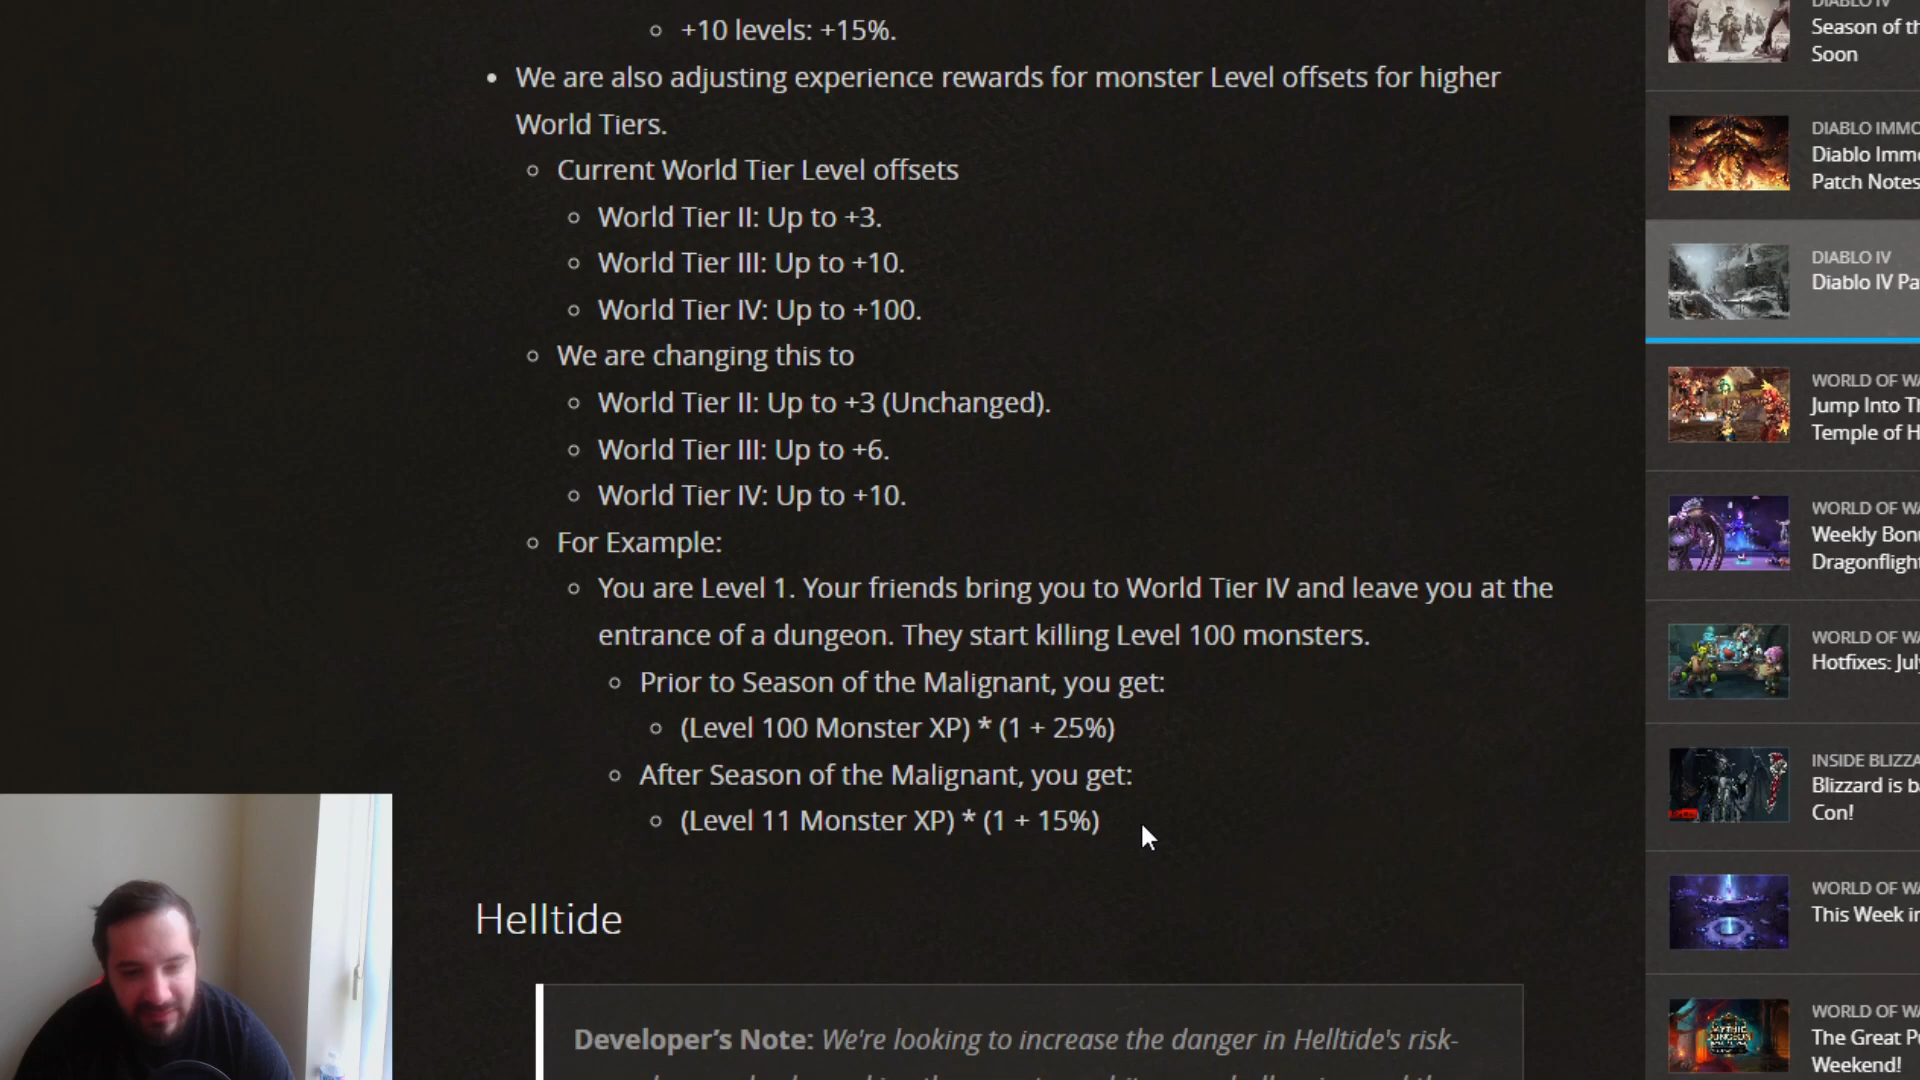 +10 levels: +15%.
We are also adjusting experience rewards for monster Level offsets for higher
World Tiers.
Current World Tier Level offsets
World Tier II: Up to +3.
World Tier III: Up to +10.
World Tier IV: Up to +100.
We are changing this to
World Tier II: Up to +3 (Unchanged).
World Tier III: Up to +6.
World Tier IV: Up to +10.
For Example:
You are Level 1. Your friends bring you to World Tier IV and leave you at the
entrance of a dungeon. They start killing Level 100 monsters.
Prior to Season of the Malignant, you get:
(Level 100 Monster XP) * (1 + 25%)
After Season of the Malignant, you get:
(Level 11 Monster XP) * (1 + 15%)
Helltide
Developer's Note: We're looking to increase the danger in Helltide's risk-
DIABLO IV
Season of th
Soon
DIABLO IMMO
Diablo Immo
Patch Notes
DIABLO IV
Diablo IV Pa
WORLD OF WA
Jump Into Th
Temple of H
WORLD OF WA
Weekly Bonu
Dragonflight
WORLD OF WA
Hotfixes: July
INSIDE BLIZZA
Blizzard is b
Con!
WORLD OF WA
This Week in
WORLD OF WA
The Great Pu
Weekend!